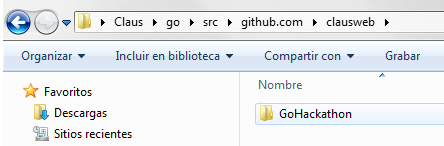 Claus go src github.com clausweb
Organizar Incluir en biblioteca Compartir con Grabar
Favoritos
Descargas
Sitios recientes
Nombre
GoHackathon